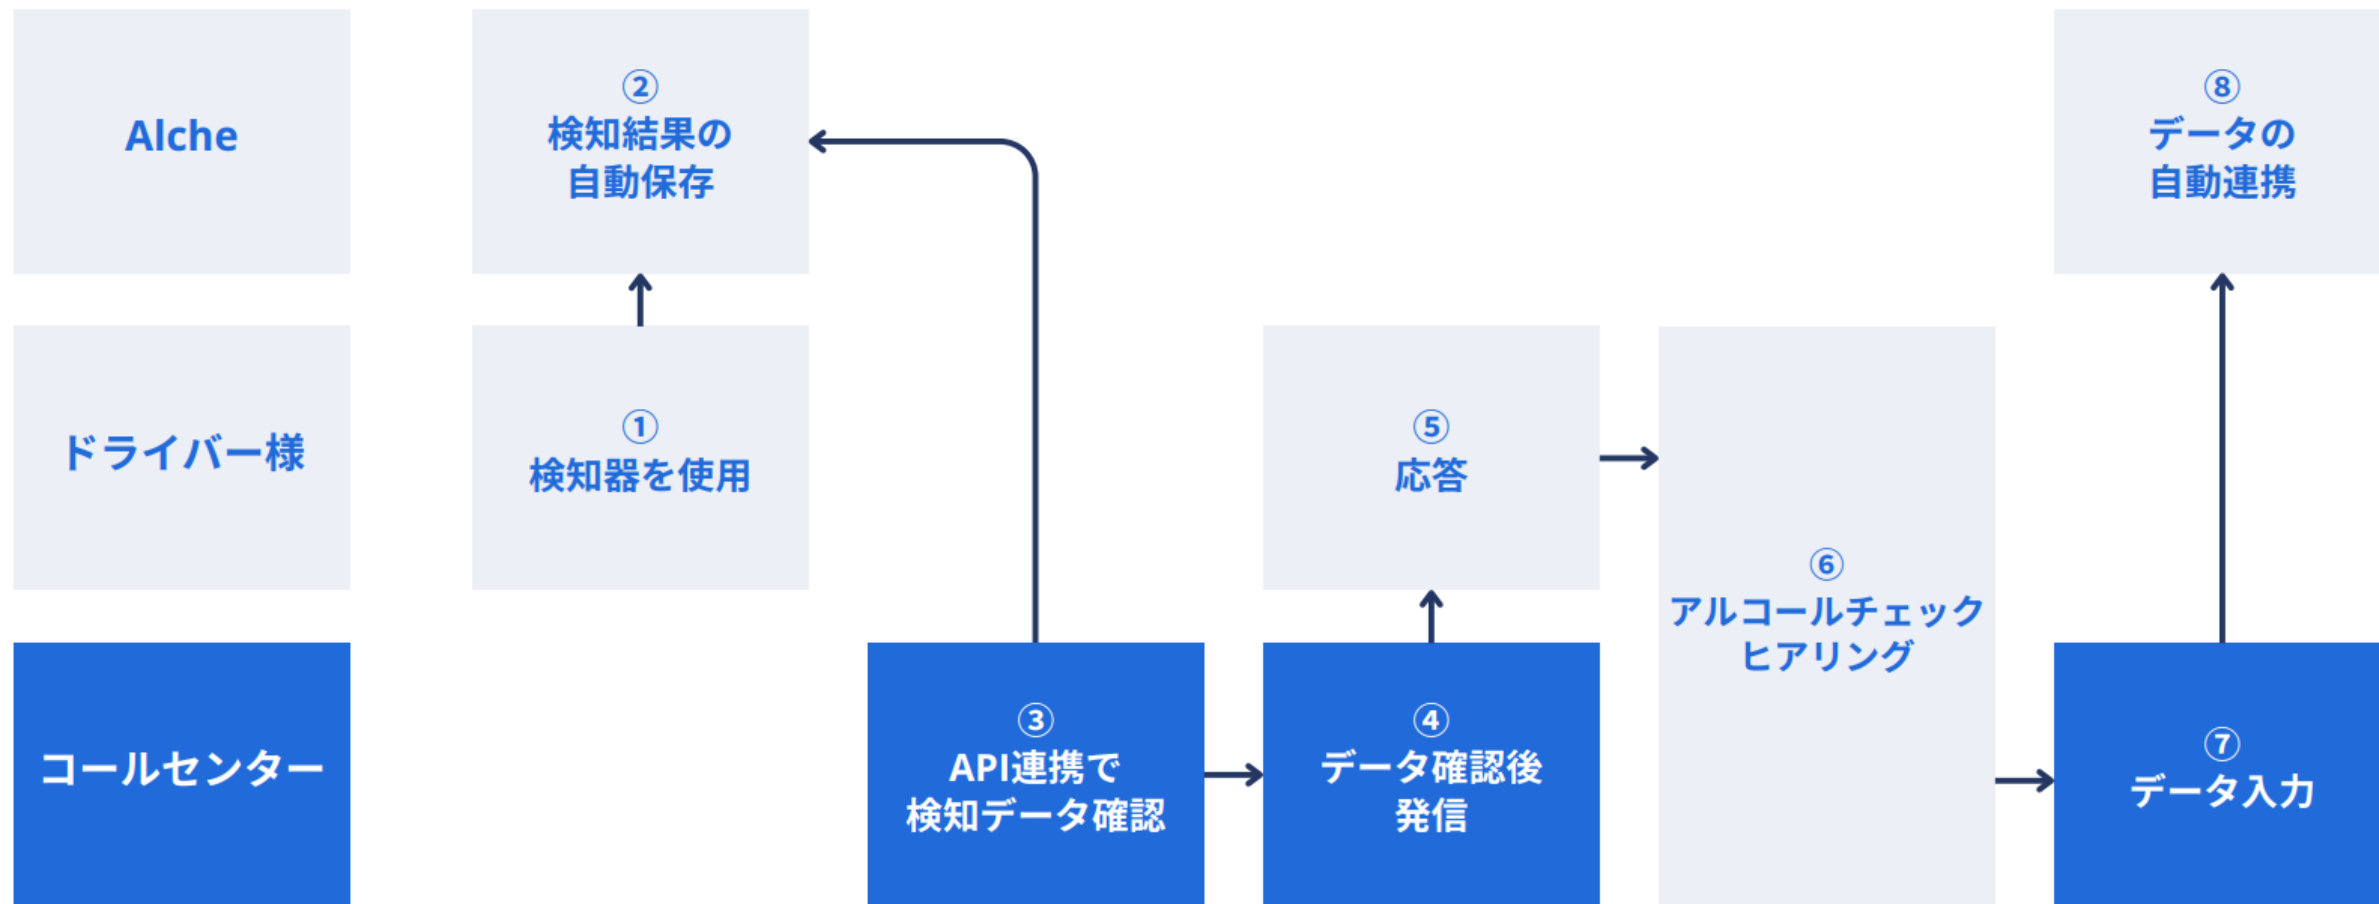 Alche
②
検知結果の
自動保存
⑧
データの
自動連携
ドライバー様
①
検知器を使用
⑤
応答
⑥
アルコールチェック
ヒアリング
コールセンター
③
API連携で
検知データ確認
④
データ確認後
発信
⑦
データ入力